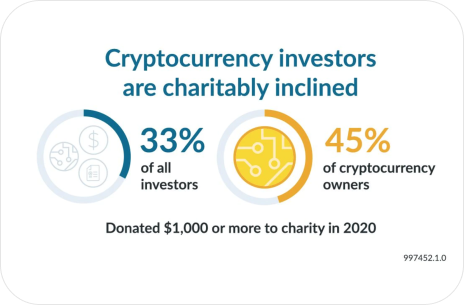 Cryptocurrency investors
are charitably inclined
33%
of all
investors
45%
of cryptocurrency
owners
Donated $1,000 or more to charity in 2020
997452.1.0